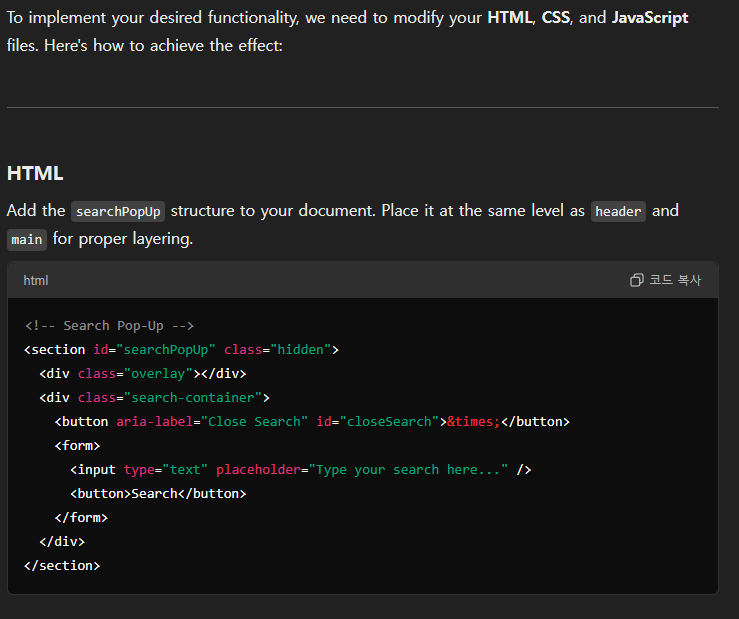 To implement your desired functionality, we need to modify your HTML, CSS, and JavaScript
files. Here's how to achieve the effect:
HTML
Add the searchPopUp structure to your document. Place it at the same level as header and
main for proper layering.
html 코드 복사
<!-- Search Pop-Up -->
<section id="searchPopUp" class="hidden">
  <div class="overlay"></div>
  <div class="search-container">
    <button aria-label="Close Search" id="closeSearch">&times;</button>
    <form>
      <input type="text" placeholder="Type your search here..." />
      <button>Search</button>
    </form>
  </div>
</section>